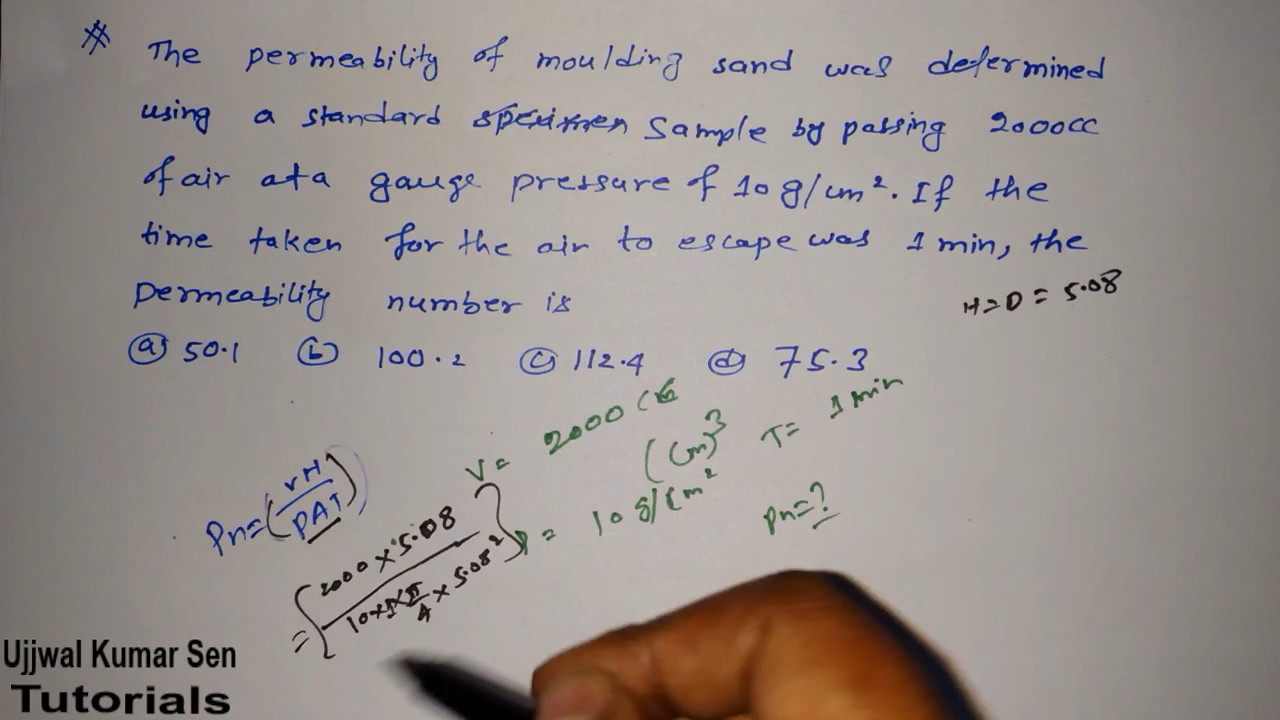 The permeability of moulding sand was determined
using a standard specimen Sample by passing 2000cc
of air at a gauge pressure of 10 g/cm². If the
time taken for the air to escape was 1 min, the
permeability number is
H=D = 5.08
(a) 50.1 (b) 100.2 (c) 112.4 (d) 75.3
V = 2000 cc
(cm)³ T= 1 min
P = 10 g/cm²
Pn=?
Pn=(VH/PAT)
={2000×5.08/10×1×π/4×5.08²}
Ujjwal Kumar Sen
Tutorials